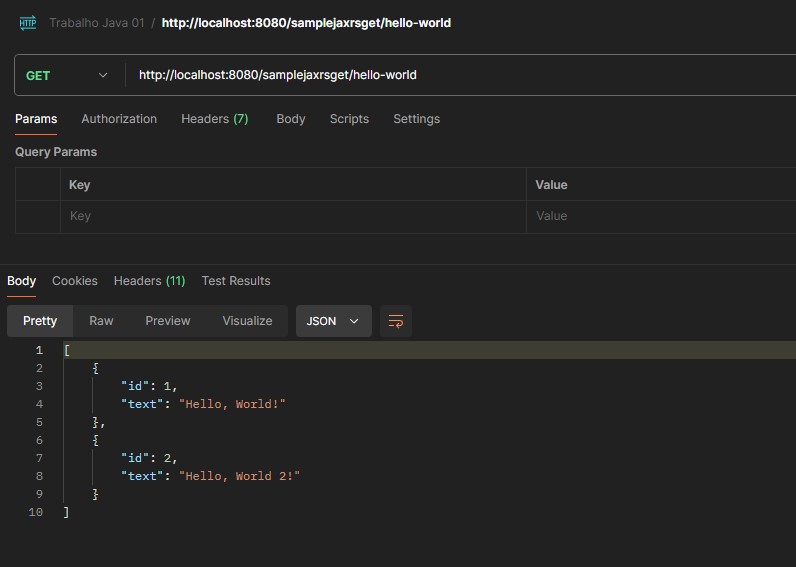 HTTP Trabalho Java 01 / http://localhost:8080/samplejaxrsget/hello-world
GET http://localhost:8080/samplejaxrsget/hello-world
Params Authorization Headers (7) Body Scripts Settings
Query Params
Key Value
Key Value
Body Cookies Headers (11) Test Results
Pretty Raw Preview Visualize JSON
1 [
2 {
3 "id": 1,
4 "text": "Hello, World!"
5 },
6 {
7 "id": 2,
8 "text": "Hello, World 2!"
9 }
10 ]